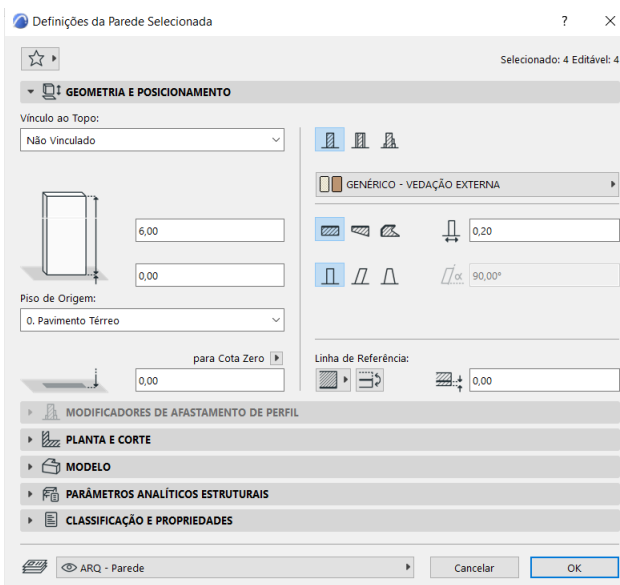 Definições da Parede Selecionada
?
Selecionado: 4 Editável: 4
GEOMETRIA E POSICIONAMENTO
Vínculo ao Topo:
Não Vinculado
6,00
0,00
Piso de Origem:
0. Pavimento Térreo
para Cota Zero
0,00
GENÉRICO - VEDAÇÃO EXTERNA
0,20
α 90,00°
Linha de Referência:
0,00
MODIFICADORES DE AFASTAMENTO DE PERFIL
PLANTA E CORTE
MODELO
PARÂMETROS ANALÍTICOS ESTRUTURAIS
CLASSIFICAÇÃO E PROPRIEDADES
ARQ - Parede
Cancelar
OK